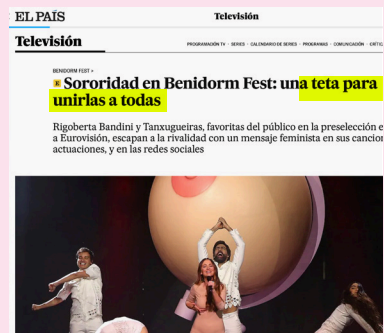 EL PAÍS
Televisión
Televisión
PROGRAMACIÓN TV · SERIES · CALENDARIO DE SERIES · PROGRAMAS · COMUNICACIÓN ·
BENIDORM FEST >
Sororidad en Benidorm Fest: una teta para
unirlas a todas
Rigoberta Bandini y Tanxugueiras, favoritas del público en la preselección
a Eurovisión, escapan a la rivalidad con un mensaje feminista en sus
actuaciones, y en las redes sociales